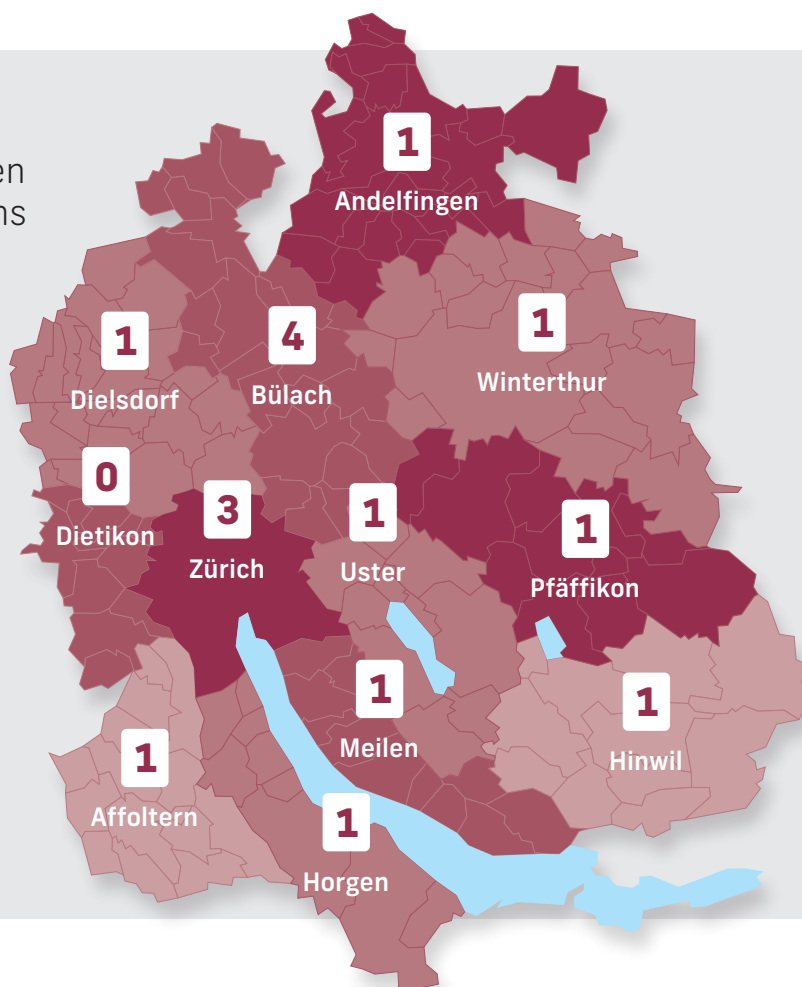 1
Andelfingen
1
Dielsdorf
4
Bülach
1
Winterthur
0
Dietikon
3
Zürich
1
Uster
1
Pfäffikon
1
Meilen
1
Hinwil
1
Affoltern
1
Horgen